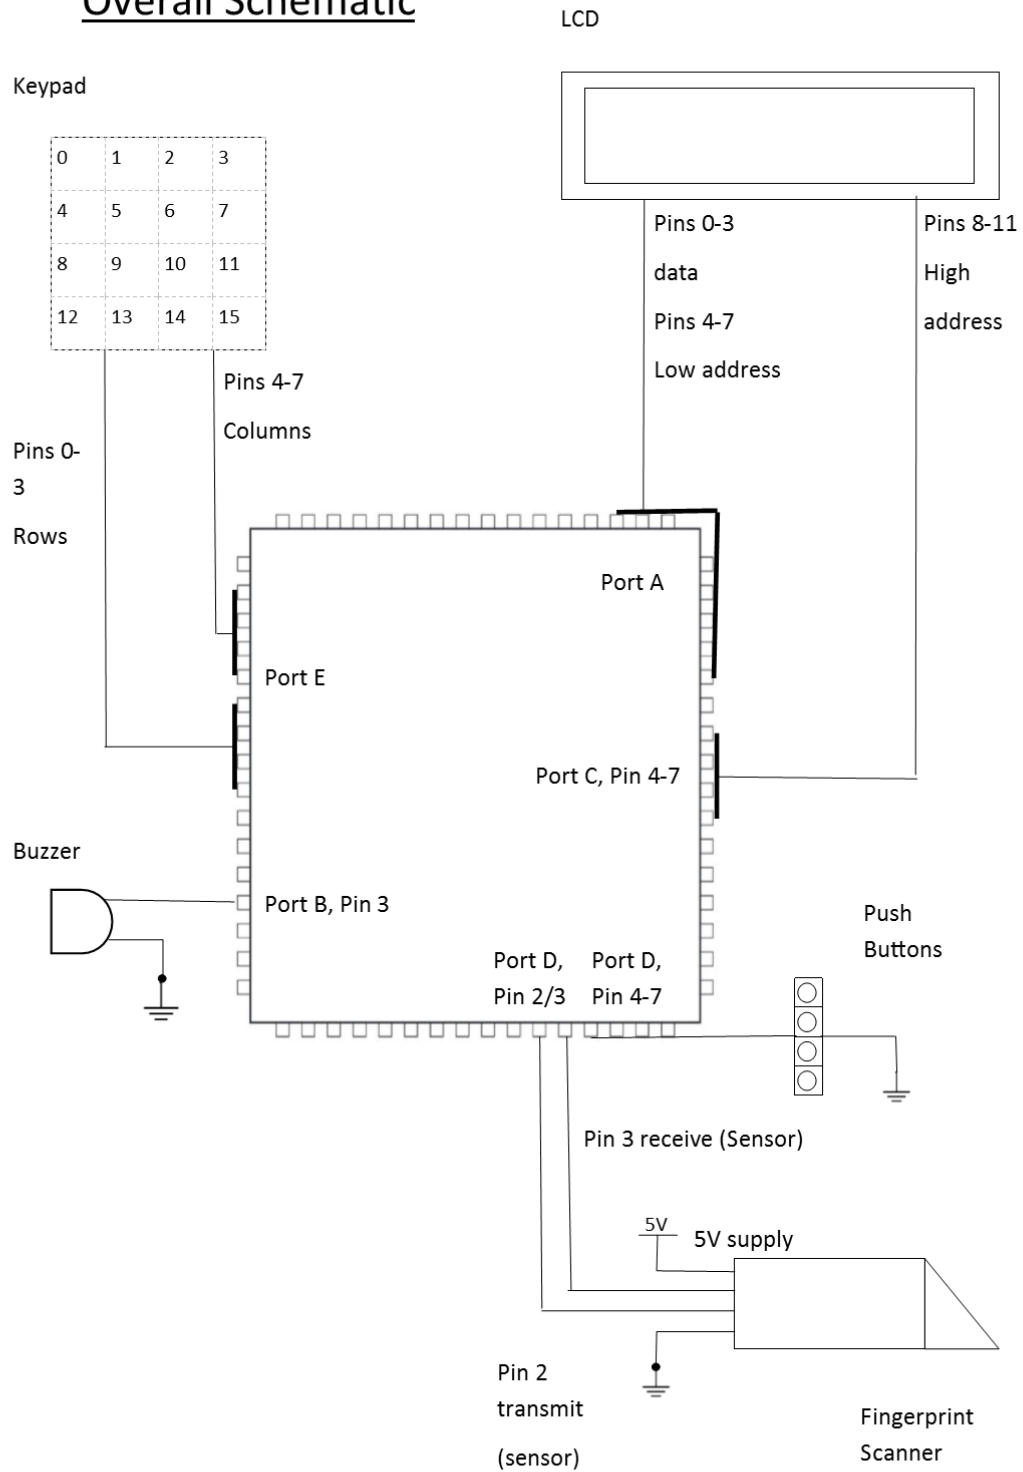 Overall Schematic
LCD
Keypad
0 1 2 3
4 5 6 7
8 9 10 11
12 13 14 15
Pins 0-3
data
Pins 4-7
Low address
Pins 8-11
High
address
Pins 4-7
Columns
Pins 0-
3
Rows
Port A
Port E
Port C, Pin 4-7
Buzzer
Port B, Pin 3
Push
Buttons
Port D,
Pin 2/3
Port D,
Pin 4-7
Pin 3 receive (Sensor)
5V
5V supply
Pin 2
transmit
(sensor)
Fingerprint
Scanner